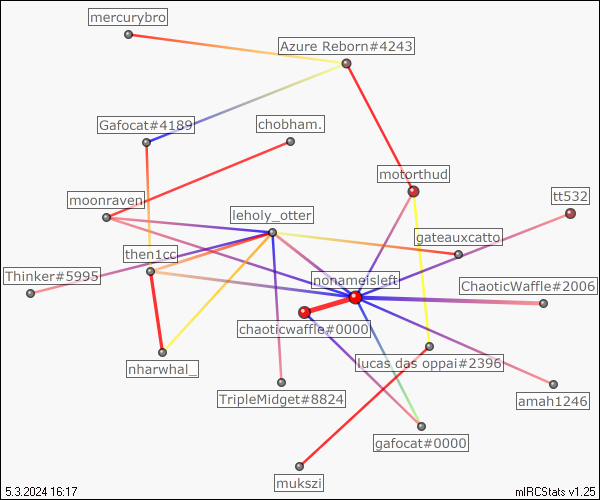 mercurybro
Azure Reborn#4243
Gafocat#4189
chobham.
motorthud
tt532
moonraven
leholy_otter
gateauxcatto
then1cc
Thinker#5995
nonameisleft
ChaoticWaffle#2006
chaoticwaffle#0000
lucas das oppai#2396
nharwhal_
TripleMidget#8824
amah1246
gafocat#0000
mukszi
5.3.2024 16:17
mIRCStats v1.25